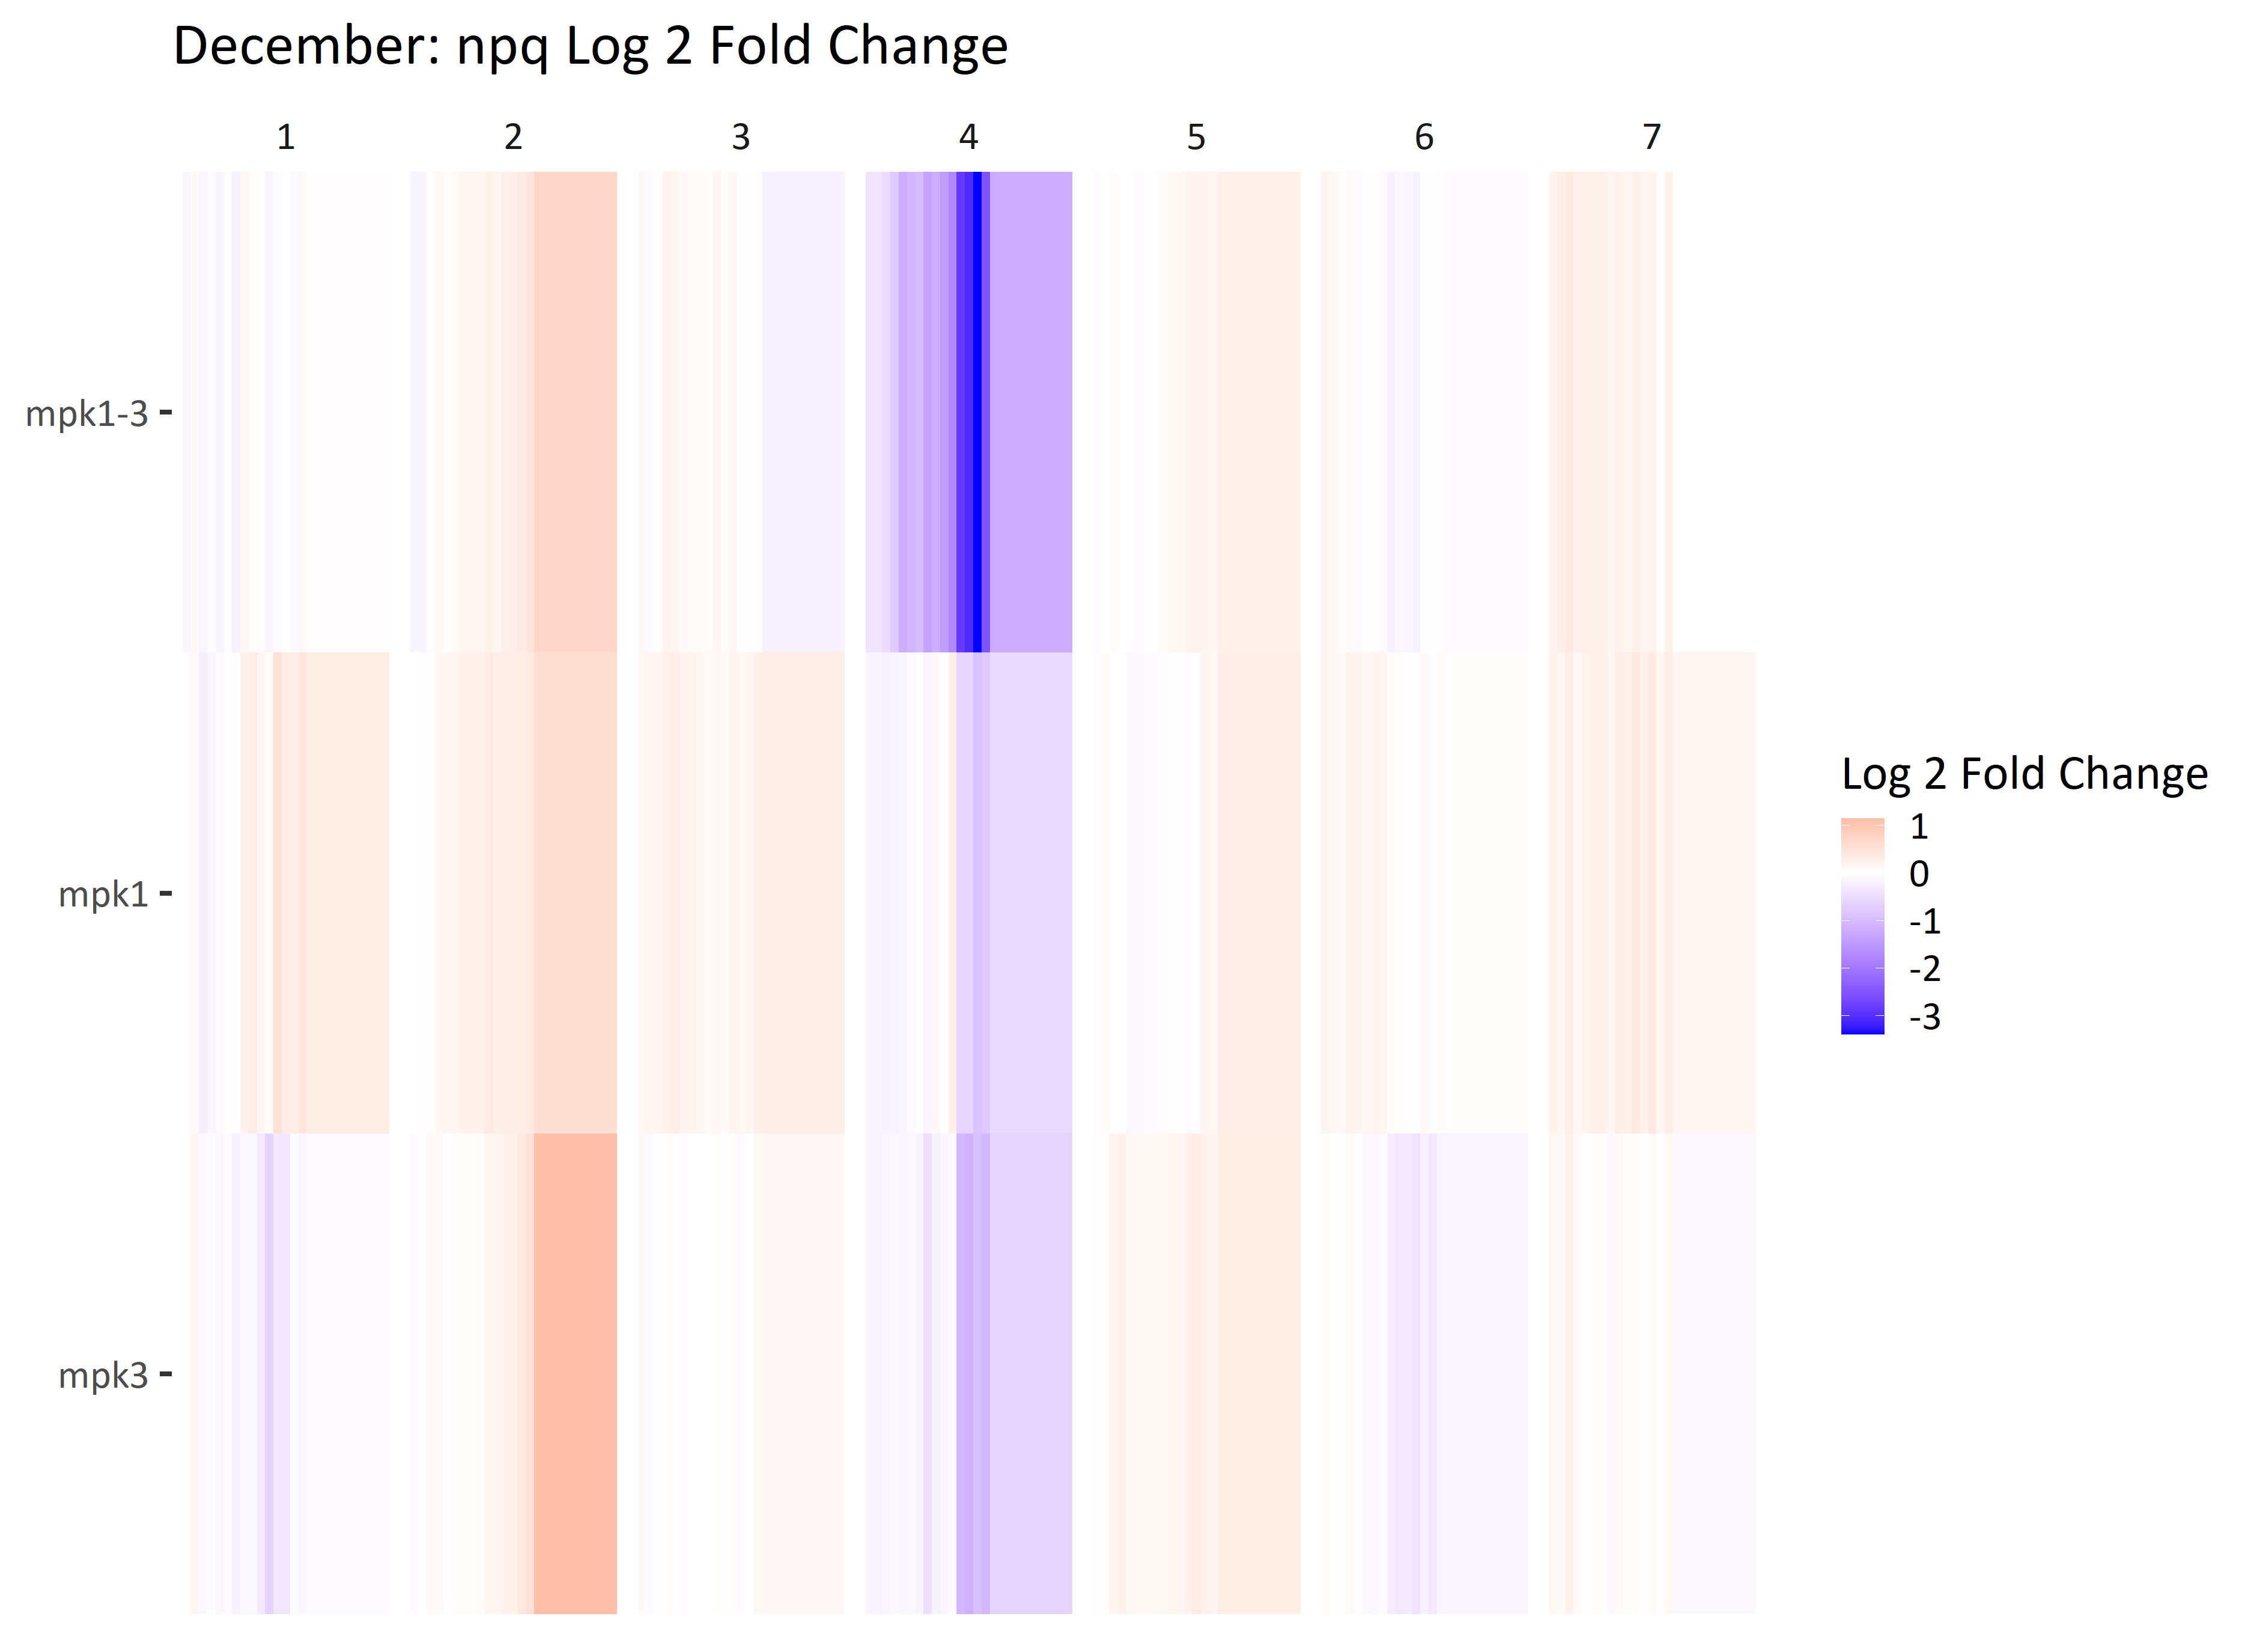 December: npq Log 2 Fold Change
1 2 3 4 5 6 7
mpk1-3
mpk1
mpk3
Log 2 Fold Change
1
0
-1
-2
-3